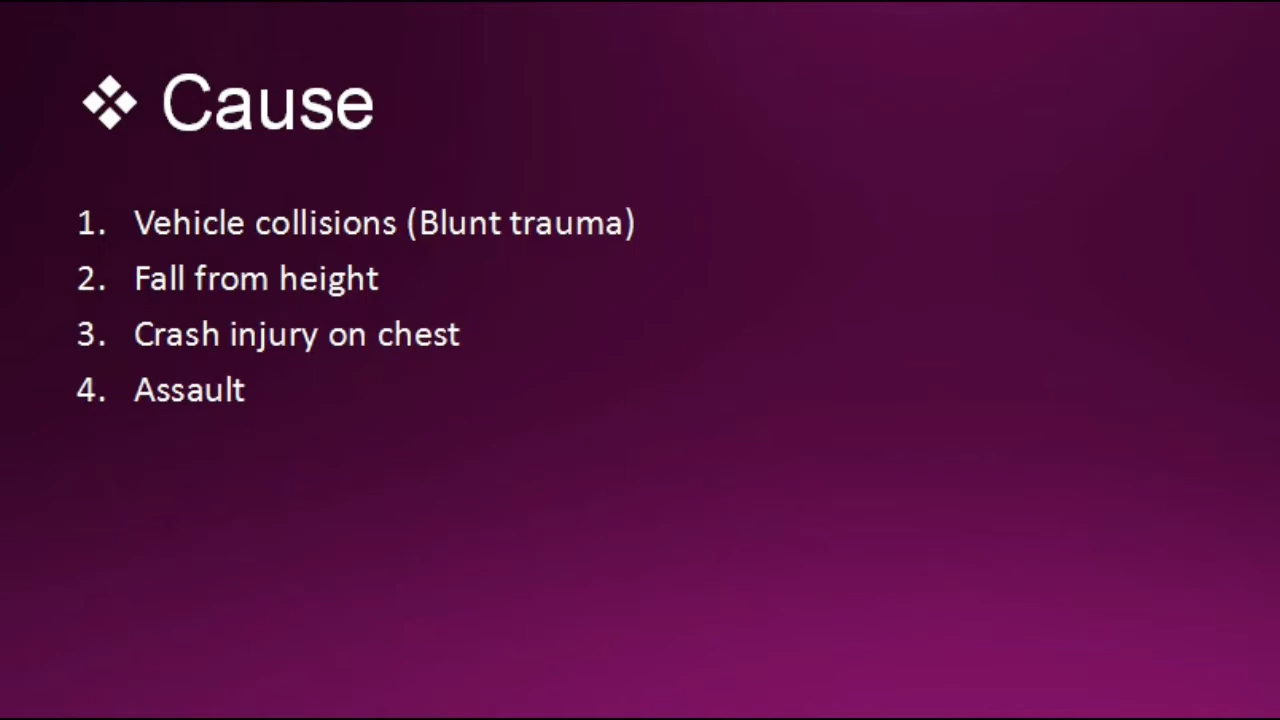 ❖ Cause
1. Vehicle collisions (Blunt trauma)
2. Fall from height
3. Crash injury on chest
4. Assault